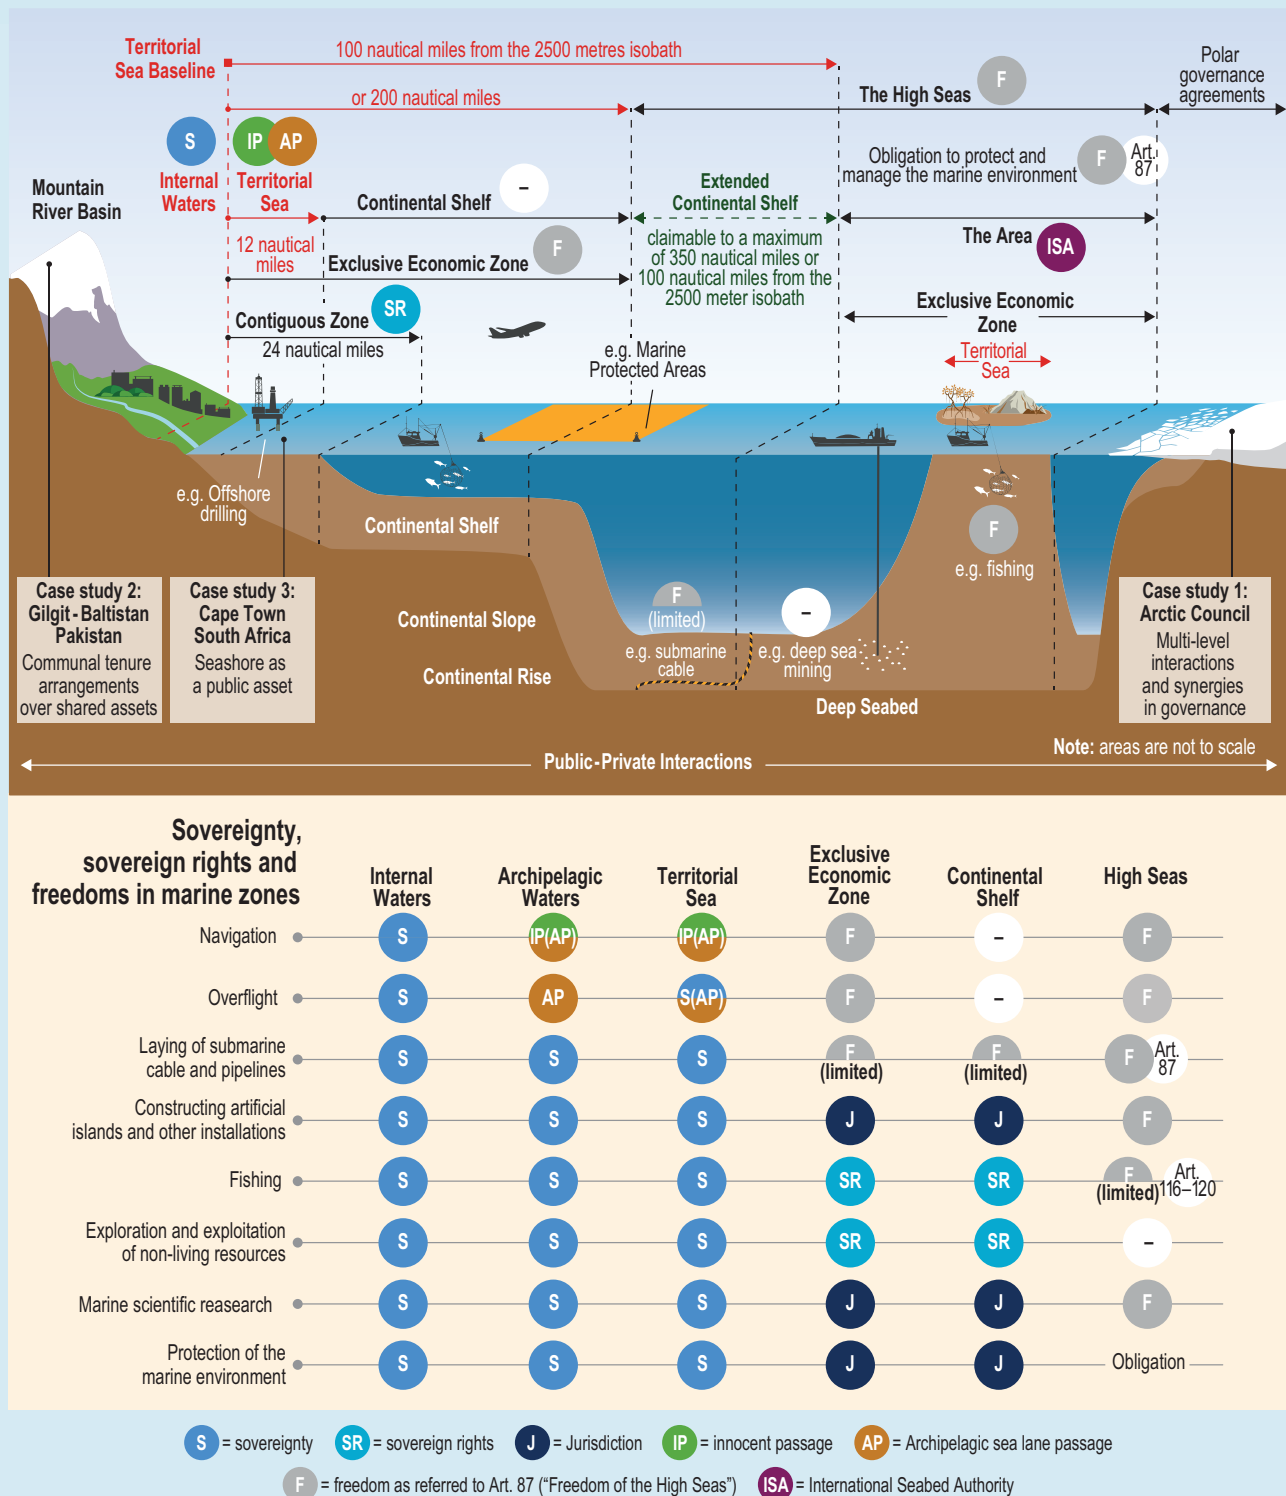 Territorial
Sea Baseline
100 nautical miles from the 2500 metres isobath
or 200 nautical miles
The High Seas
F
Polar
governance
agreements
S
IP
AP
Internal
Waters
Territorial
Sea
12 nautical
miles
Mountain
River Basin
Continental Shelf
–
Exclusive Economic Zone
F
Contiguous Zone
SR
24 nautical miles
Extended
Continental Shelf
claimable to a maximum
of 350 nautical miles or
100 nautical miles from the
2500 meter isobath
Obligation to protect and
manage the marine environment
F
Art.
87
The Area
ISA
Exclusive Economic
Zone
Territorial
Sea
e.g. Marine
Protected Areas
e.g. Offshore
drilling
Continental Shelf
Continental Slope
Continental Rise
F
(limited)
e.g. submarine
cable
–
e.g. deep sea
mining
F
e.g. fishing
Deep Seabed
Case study 2:
Gilgit-Baltistan
Pakistan
Communal tenure
arrangements
over shared assets
Case study 3:
Cape Town
South Africa
Seashore as
a public asset
Case study 1:
Arctic Council
Multi-level
interactions
and synergies
in governance
Note: areas are not to scale
Public-Private Interactions
Sovereignty,
sovereign rights and
freedoms in marine zones
Internal
Waters
Archipelagic
Waters
Territorial
Sea
Exclusive
Economic
Zone
Continental
Shelf
High Seas
Navigation S IP(AP) IP(AP) F – F
Overflight S AP S(AP) F – F
Laying of submarine
cable and pipelines
S S S F (limited) F (limited) F Art. 87
Constructing artificial
islands and other installations
S S S J J F
Fishing S S S SR SR F (limited) Art. 116–120
Exploration and exploitation
of non-living resources
S S S SR SR –
Marine scientific reasearch S S S J J F
Protection of the
marine environment
S S S J J Obligation
S = sovereignty SR = sovereign rights J = Jurisdiction IP = innocent passage AP = Archipelagic sea lane passage
F = freedom as referred to Art. 87 (“Freedom of the High Seas”) ISA = International Seabed Authority